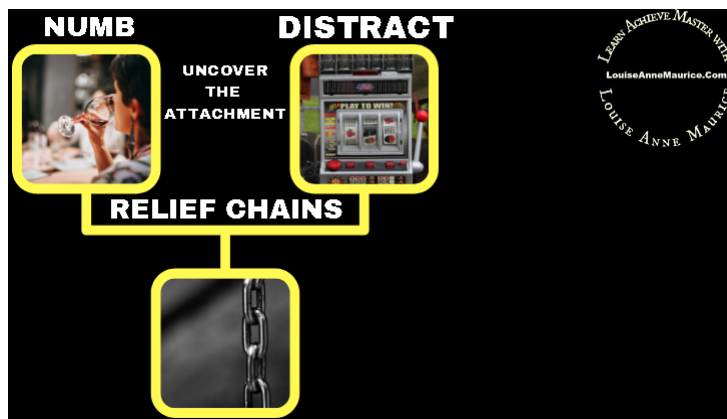 NUMB
DISTRACT
UNCOVER
THE
ATTACHMENT
PLAY TO WIN!
RELIEF CHAINS
LEARN ACHIEVE MASTER WITH
LouiseAnneMaurice.Com
LOUISE ANNE MAURICE